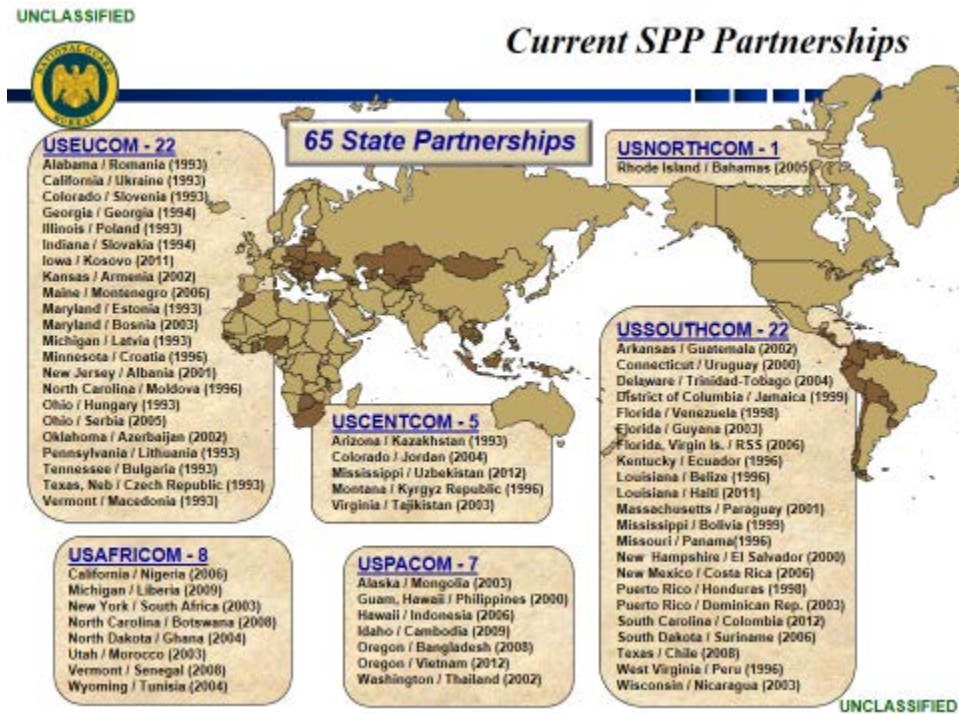 UNCLASSIFIED
Current SPP Partnerships
NATIONAL GUARD
BUREAU
65 State Partnerships
USEUCOM - 22
Alabama / Romania (1993)
California / Ukraine (1993)
Colorado / Slovenia (1993)
Georgia / Georgia (1994)
Illinois / Poland (1993)
Indiana / Slovakia (1994)
Iowa / Kosovo (2011)
Kansas / Armenia (2002)
Maine / Montenegro (2006)
Maryland / Estonia (1993)
Maryland / Bosnia (2003)
Michigan / Latvia (1993)
Minnesota / Croatia (1996)
New Jersey / Albania (2001)
North Carolina / Moldova (1996)
Ohio / Hungary (1993)
Ohio / Serbia (2005)
Oklahoma / Azerbaijan (2002)
Pennsylvania / Lithuania (1993)
Tennessee / Bulgaria (1993)
Texas, Neb / Czech Republic (1993)
Vermont / Macedonia (1993)
USNORTHCOM - 1
Rhode Island / Bahamas (2005)
USCENTCOM - 5
Arizona / Kazakhstan (1993)
Colorado / Jordan (2004)
Mississippi / Uzbekistan (2012)
Montana / Kyrgyz Republic (1996)
Virginia / Tajikistan (2003)
USSOUTHCOM - 22
Arkansas / Guatemala (2002)
Connecticut / Uruguay (2000)
Delaware / Trinidad-Tobago (2004)
District of Columbia / Jamaica (1999)
Florida / Venezuela (1998)
Florida / Guyana (2003)
Florida, Virgin Is. / RSS (2006)
Kentucky / Ecuador (1996)
Louisiana / Belize (1996)
Louisiana / Haiti (2011)
Massachusetts / Paraguay (2001)
Mississippi / Bolivia (1999)
Missouri / Panama(1996)
New Hampshire / El Salvador (2000)
New Mexico / Costa Rica (2006)
Puerto Rico / Honduras (1998)
Puerto Rico / Dominican Rep. (2003)
South Carolina / Colombia (2012)
South Dakota / Suriname (2006)
Texas / Chile (2008)
West Virginia / Peru (1996)
Wisconsin / Nicaragua (2003)
USAFRICOM - 8
California / Nigeria (2006)
Michigan / Liberia (2009)
New York / South Africa (2003)
North Carolina / Botswana (2008)
North Dakota / Ghana (2004)
Utah / Morocco (2003)
Vermont / Senegal (2008)
Wyoming / Tunisia (2004)
USPACOM - 7
Alaska / Mongolia (2003)
Guam, Hawaii / Philippines (2000)
Hawaii / Indonesia (2006)
Idaho / Cambodia (2009)
Oregon / Bangladesh (2008)
Oregon / Vietnam (2012)
Washington / Thailand (2002)
UNCLASSIFIED